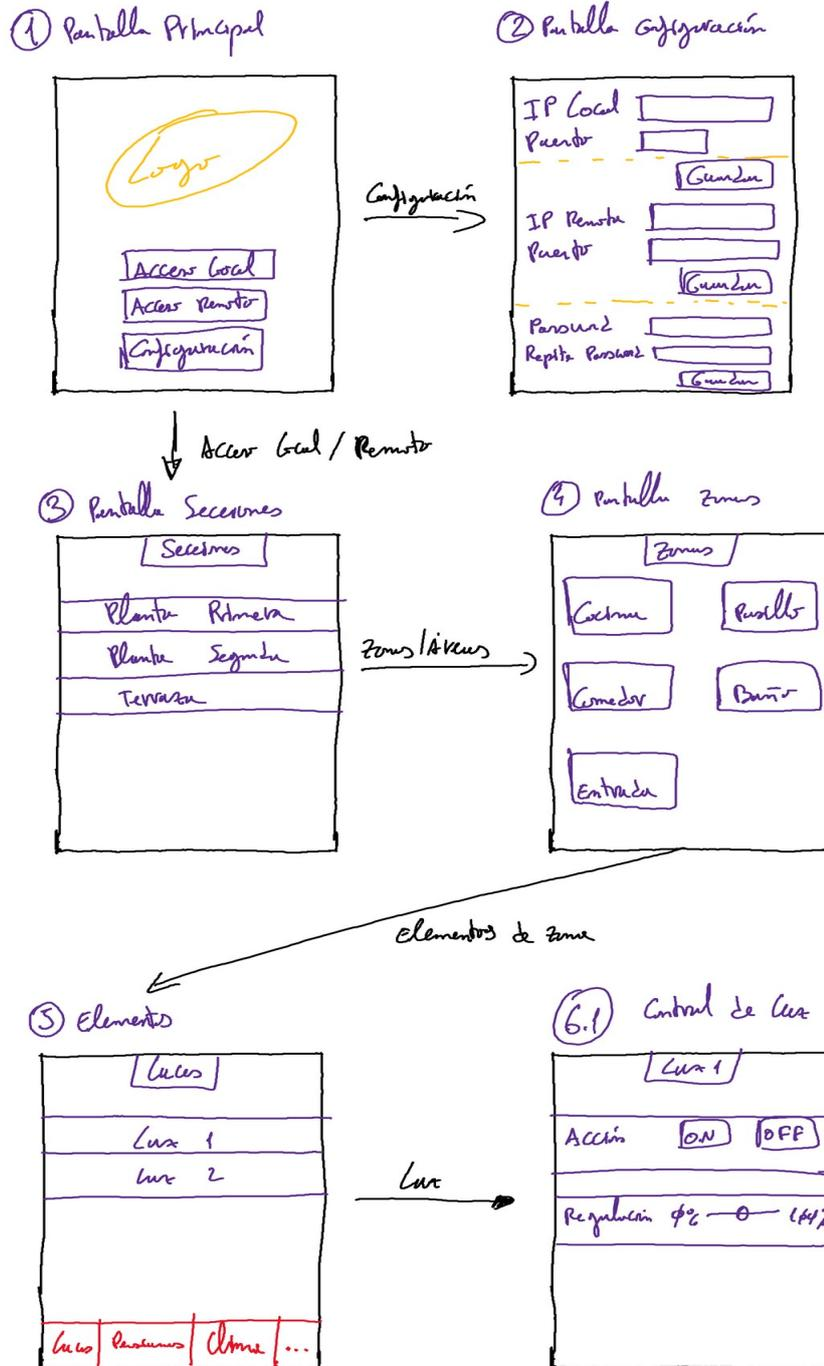 1 Pantalla Principal
2 Pantalla Configuración
Logo
Acceso Local
Acceso Remoto
Configuración
Configuración
IP Local
Puerto
Guardar
IP Remota
Puerto
Guardar
Password
Repita Password
Guardar
Acceso Local / Remoto
3 Pantalla Secciones
Secciones
Planta Primera
Planta Segunda
Terraza
Zonas/Áreas
4 Pantalla Zonas
Zonas
Cocina
Pasillo
Comedor
Baño
Entrada
Elementos de zona
5 Elementos
Luces
Luz 1
Luz 2
Luces Persianas Clima ...
Luz
6.1 Control de Luz
Luz 1
Acción ON OFF
Regulación 0%